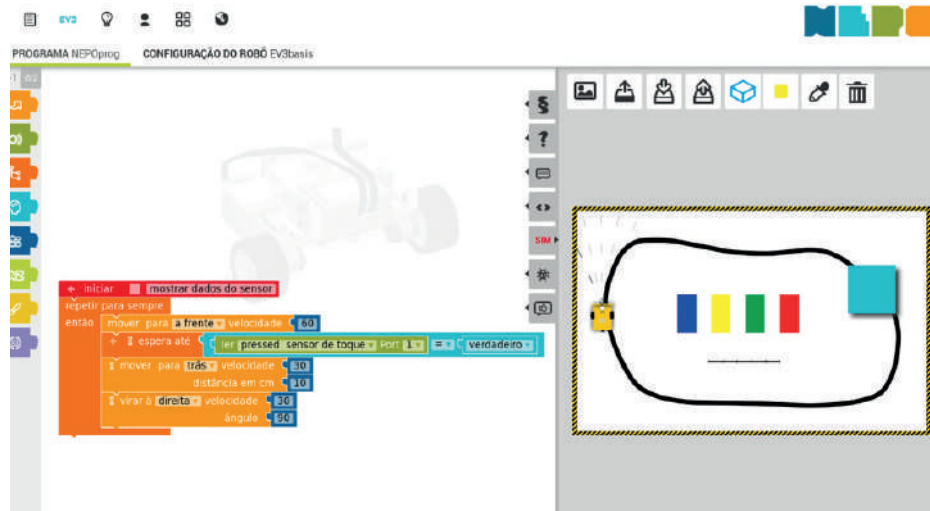 EV3
PROGRAMA NEPOprog CONFIGURAÇÃO DO ROBÔ EV3basis
SIM
+ iniciar mostrar dados do sensor
repetir para sempre
então mover para a frente velocidade 60
+ espera até ler pressed sensor de toque Port 1 = verdadeiro
mover para trás velocidade 30
distância em cm 10
virar à direita velocidade 30
ângulo 90